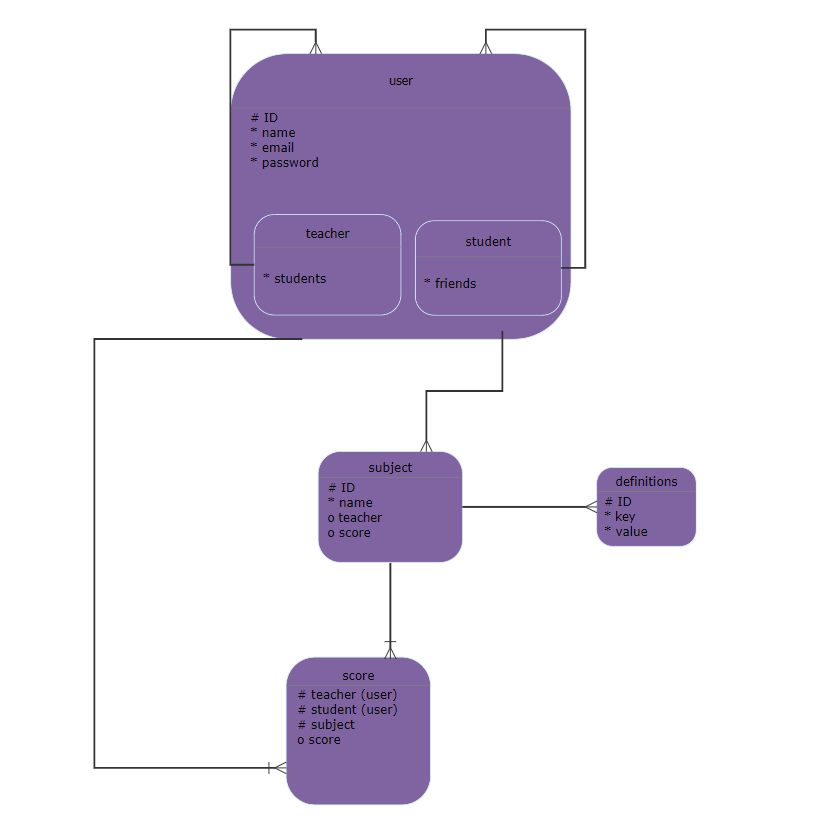 user
# ID
* name
* email
* password
teacher
* students
student
* friends
subject
# ID
* name
o teacher
o score
definitions
# ID
* key
* value
score
# teacher (user)
# student (user)
# subject
o score